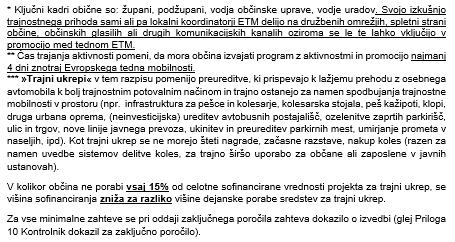 * Ključni kadri občine so: župani, podžupani, vodja občinske uprave, vodje uradov. Svojo izkušnjo
trajnostnega prihoda sami ali pa lokalni koordinatorji ETM delijo na družbenih omrežjih, spletni strani
občine, občinskih glasilih ali drugih komunikacijskih kanalih oziroma se le te lahko vključijo v
promocijo med tednom ETM.
** Čas trajanja aktivnosti pomeni, da mora občina izvajati program z aktivnostmi in promocijo najmanj
4 dni znotraj Evropskega tedna mobilnosti.
*** »Trajni ukrepi« v tem razpisu pomenijo preureditve, ki prispevajo k lažjemu prehodu z osebnega
avtomobila k bolj trajnostnim potovalnim načinom in trajno ostanejo za namen spodbujanja trajnostne
mobilnosti v prostoru (npr. infrastruktura za pešce in kolesarje, kolesarska stojala, peš kažipoti, klopi,
druga urbana oprema, (neinvesticijska) ureditev avtobusnih postajališč, ozelenitve zaprtih parkirišč,
ulic in trgov, nove linije javnega prevoza, ukinitev in preureditev parkirnih mest, umirjanje prometa v
naseljih, ipd). Kot trajni ukrep se ne morejo šteti nagrade, začasne razstave, nakup koles (razen za
namen uvedbe sistemov delitve koles, za trajno širšo uporabo za občane ali zaposlene v javnih
ustanovah).
V kolikor občina ne porabi vsaj 15% od celotne sofinancirane vrednosti projekta za trajni ukrep, se
višina sofinanciranja zniža za razliko višine dejanske porabe sredstev za trajni ukrep.
Za vse minimalne zahteve se pri oddaji zaključnega poročila zahteva dokazilo o izvedbi (glej Priloga
10 Kontrolnik dokazil za zaključno poročilo).